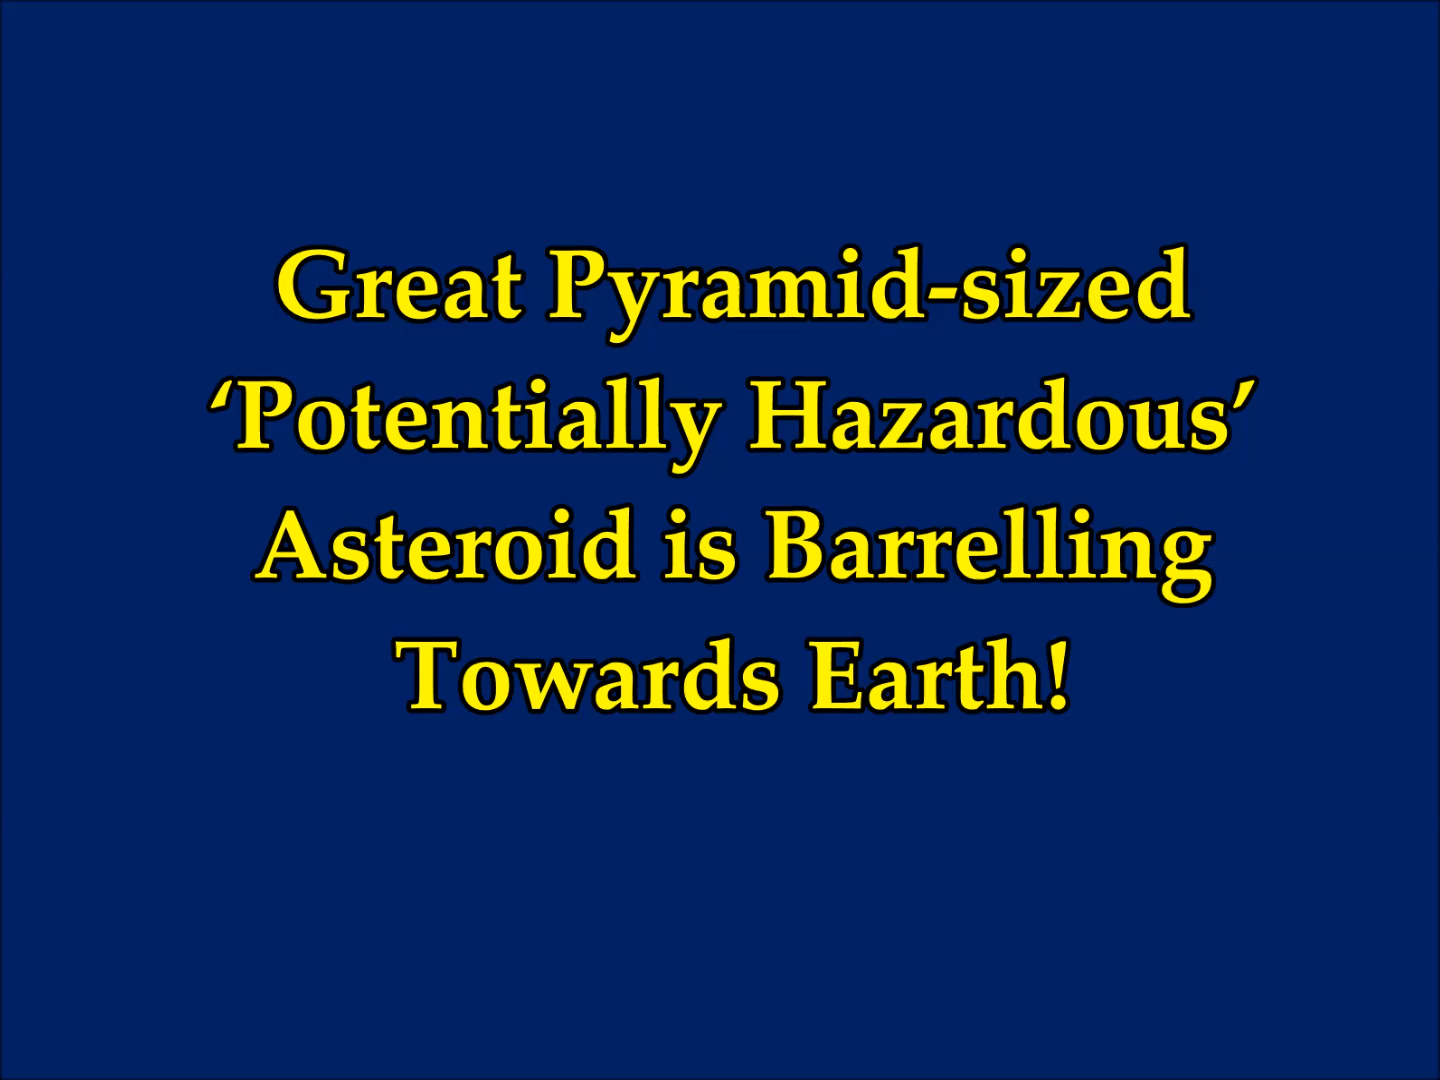 Great Pyramid-sized
‘Potentially Hazardous’
Asteroid is Barrelling
Towards Earth!